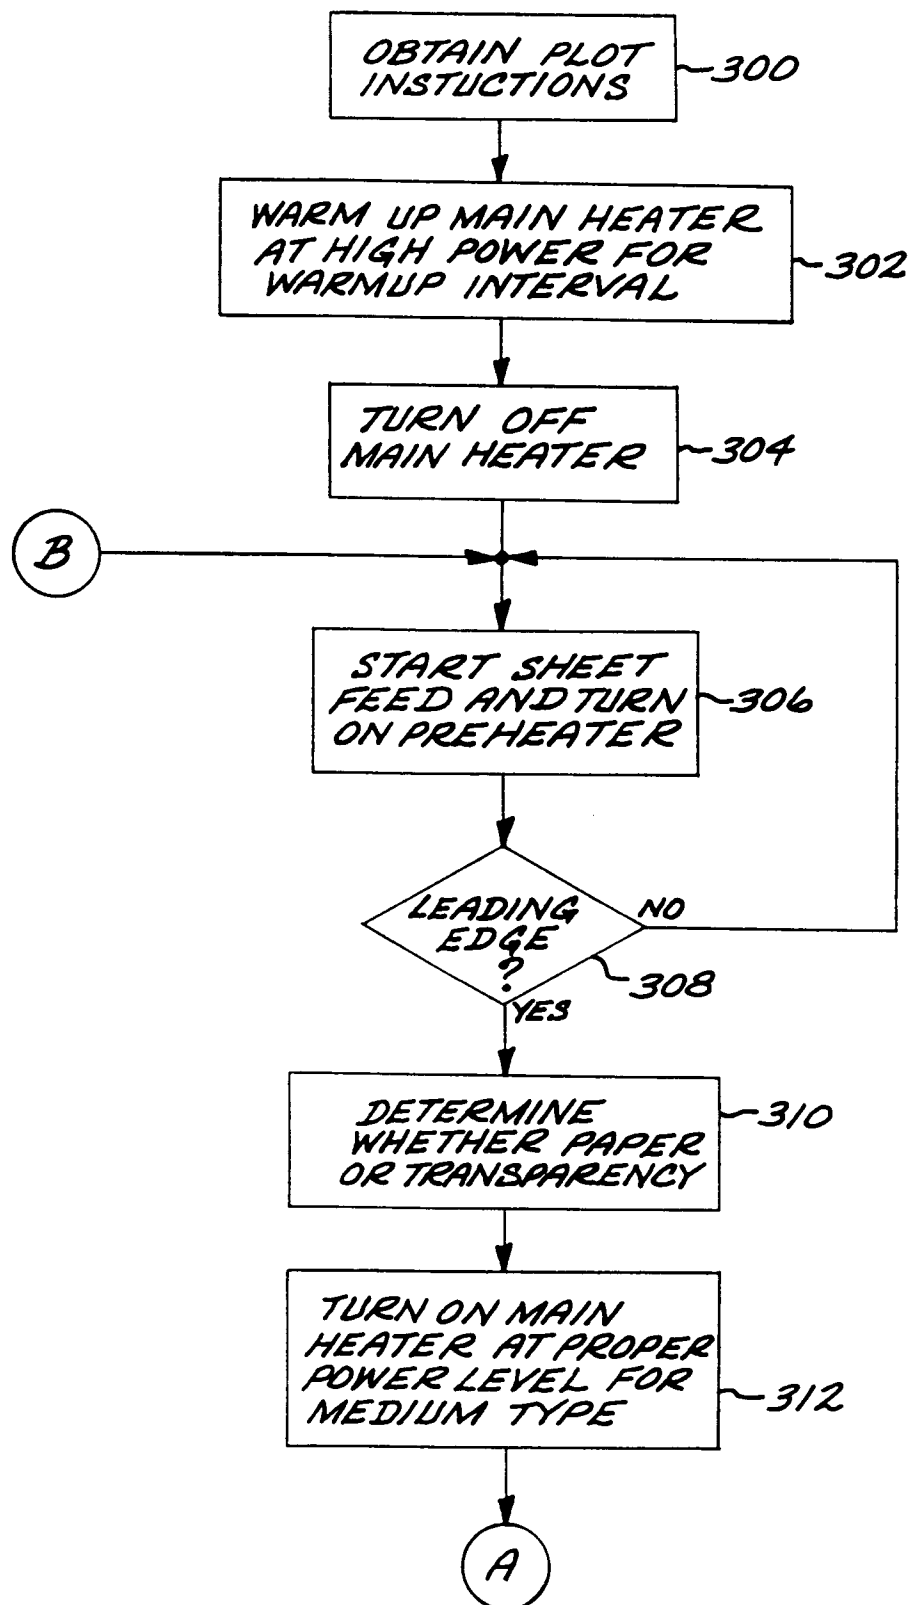 OBTAIN PLOT
INSTUCTIONS
300
WARM UP MAIN HEATER
AT HIGH POWER FOR
WARMUP INTERVAL
302
TURN OFF
MAIN HEATER
304
B
START SHEET
FEED AND TURN
ON PREHEATER
306
LEADING
EDGE
?
NO
308
YES
DETERMINE
WHETHER PAPER
OR TRANSPARENCY
310
TURN ON MAIN
HEATER AT PROPER
POWER LEVEL FOR
MEDIUM TYPE
312
A